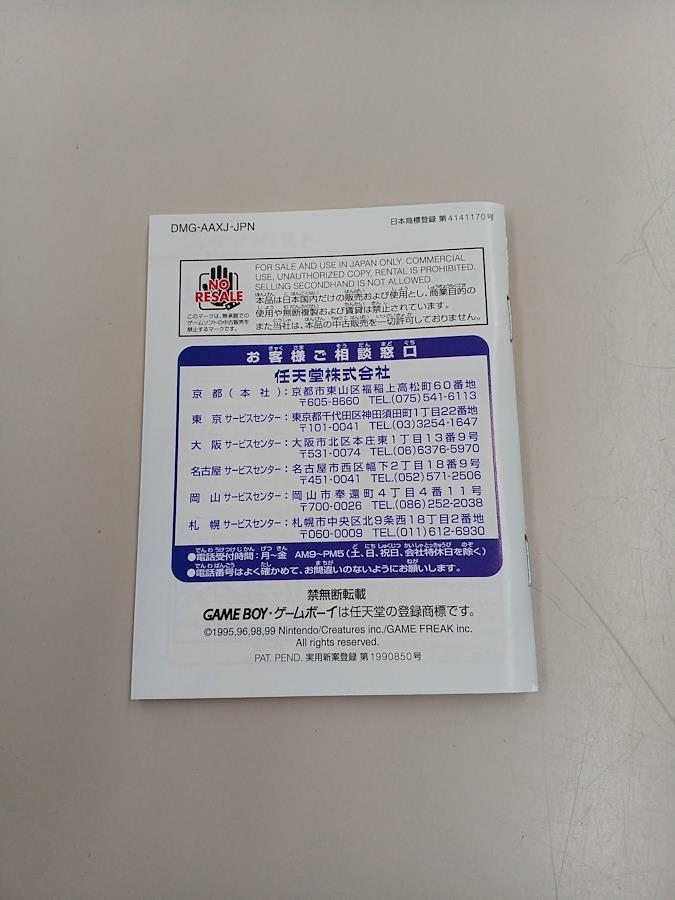 DMG-AAXJ-JPN
日本商標登録 第4141170号
NO
RESALE
このマークは、無承諾での
ゲームソフトの中古販売を
禁止するマークです。
FOR SALE AND USE IN JAPAN ONLY. COMMERCIAL
USE, UNAUTHORIZED COPY, RENTAL IS PROHIBITED.
SELLING SECONDHAND IS NOT ALLOWED.
本品は日本国内だけの販売および使用とし、商業目的の
使用や無断複製および賃貸は禁止されています。
また当社は、本品の中古販売を一切許可しておりません。
お客様ご相談窓口
任天堂株式会社
京都(本社):京都市東山区福稲上高松町60番地
〒605-8660 TEL.(075)541-6113
東京サービスセンター:東京都千代田区神田須田町1丁目22番地
〒101-0041 TEL.(03)3254-1647
大阪サービスセンター:大阪市北区本庄東1丁目13番9号
〒531-0074 TEL.(06)6376-5970
名古屋サービスセンター:名古屋市西区幅下2丁目18番9号
〒451-0041 TEL.(052)571-2506
岡山サービスセンター:岡山市奉還町4丁目4番11号
〒700-0026 TEL.(086)252-2038
札幌サービスセンター:札幌市中央区北9条西18丁目2番地
〒060-0009 TEL.(011)612-6930
●電話受付時間:月~金 AM9~PM5(土、日、祝日、会社特休日を除く)
●電話番号はよく確かめて、お間違いのないようにお願いします。
禁無断転載
GAME BOY・ゲームボーイは任天堂の登録商標です。
©1995,96,98,99 Nintendo/Creatures inc./GAME FREAK inc.
All rights reserved.
PAT. PEND. 実用新案登録 第1990850号